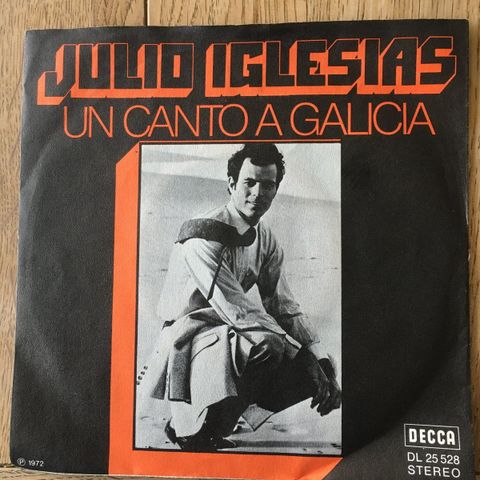 JULIO IGLESIAS
UN CANTO A GALICIA
DECCA
DL 25 528
STEREO
℗ 1972